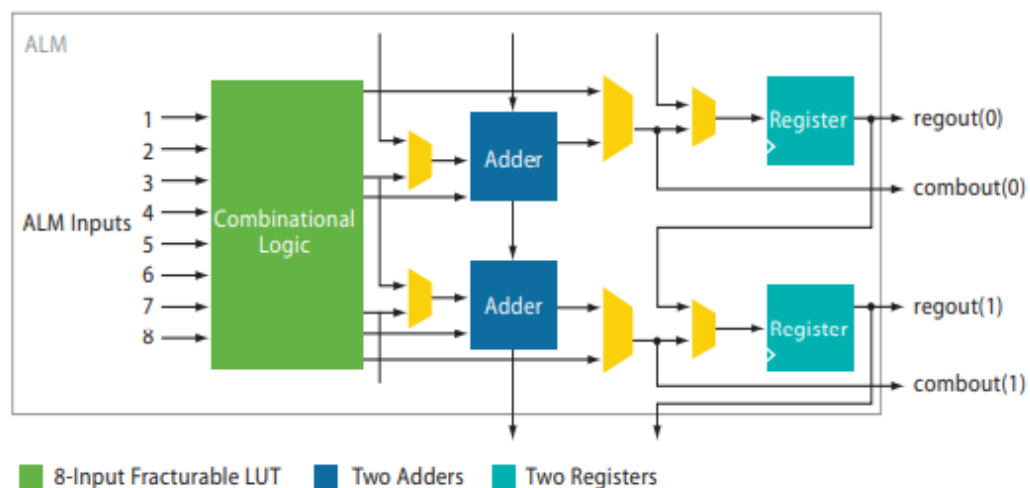 ALM
ALM Inputs
1
2
3
4
5
6
7
8
Combinational
Logic
Adder
Adder
Register
Register
regout(0)
combout(0)
regout(1)
combout(1)
8-Input Fracturable LUT
Two Adders
Two Registers